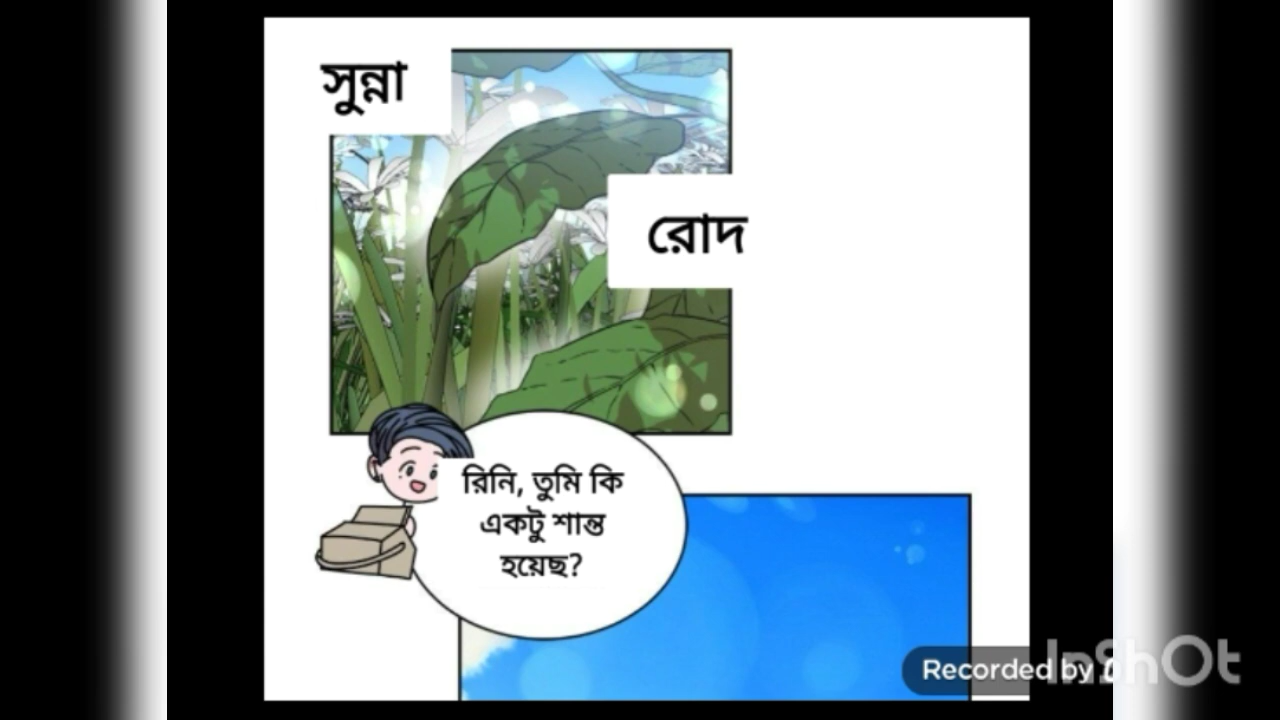 সুন্না
রোদ
রিনি, তুমি কি
একটু শান্ত
হয়েছ?
Recorded by
InShOt